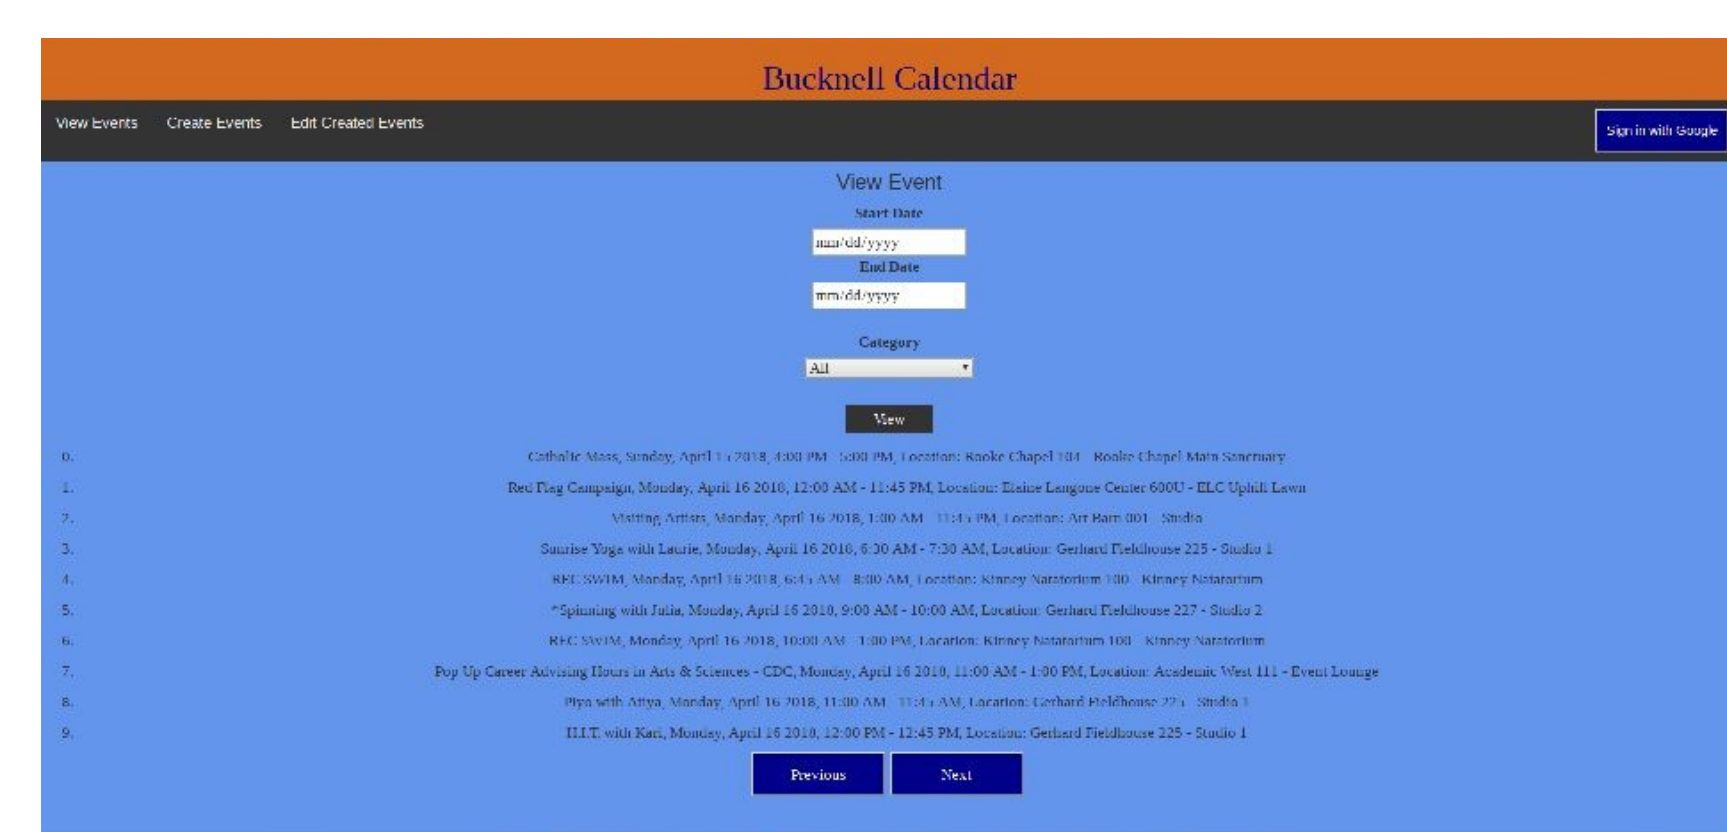 Bucknell Calendar
View Events Create Events Edit Created Events Sign in with Google
View Event
Start Date
mm/dd/yyyy
End Date
mm/dd/yyyy
Category
All
View
0. Catholic Mass, Sunday, April 15 2018, 4:00 PM - 5:00 PM, Location: Rooke Chapel 104 - Rooke Chapel Main Sanctuary
1. Red Flag Campaign, Monday, April 16 2018, 12:00 AM - 11:45 PM, Location: Elaine Langone Center 600U - ELC Uphill Lawn
2. Visiting Artists, Monday, April 16 2018, 1:00 AM - 11:45 PM, Location: Art Barn 001 - Studio
3. Sunrise Yoga with Laurie, Monday, April 16 2018, 6:30 AM - 7:30 AM, Location: Gerhard Fieldhouse 225 - Studio 1
4. REC SWIM, Monday, April 16 2018, 6:45 AM - 8:00 AM, Location: Kinney Natatorium 100 - Kinney Natatorium
5. *Spinning with Julia, Monday, April 16 2018, 9:00 AM - 10:00 AM, Location: Gerhard Fieldhouse 227 - Studio 2
6. REC SWIM, Monday, April 16 2018, 10:00 AM - 1:00 PM, Location: Kinney Natatorium 100 - Kinney Natatorium
7. Pop Up Career Advising Hours in Arts & Sciences - CDC, Monday, April 16 2018, 11:00 AM - 1:00 PM, Location: Academic West 111 - Event Lounge
8. Piyo with Attya, Monday, April 16 2018, 11:00 AM - 11:45 AM, Location: Gerhard Fieldhouse 225 - Studio 1
9. H.I.T. with Kari, Monday, April 16 2018, 12:00 PM - 12:45 PM, Location: Gerhard Fieldhouse 225 - Studio 1
Previous Next